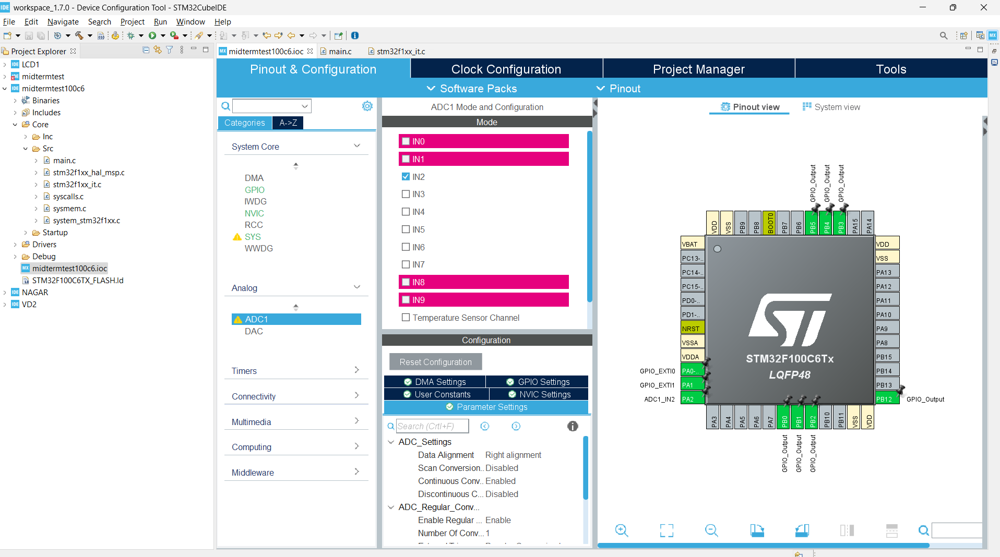 IDE workspace_1.7.0 - Device Configuration Tool - STM32CubeIDE
File Edit Navigate Search Project Run Window Help
Project Explorer
LCD1
midtermtest
midtermtest100c6
Binaries
Includes
Core
Inc
Src
main.c
stm32f1xx_hal_msp.c
stm32f1xx_it.c
syscalls.c
sysmem.c
system_stm32f1xx.c
Startup
Drivers
Debug
midtermtest100c6.ioc
STM32F100C6TX_FLASH.ld
NAGAR
VD2
MX midtermtest100c6.ioc main.c stm32f1xx_it.c
Pinout & Configuration Clock Configuration Project Manager Tools
Software Packs Pinout
Categories A->Z
System Core
DMA
GPIO
IWDG
NVIC
RCC
SYS
WWDG
Analog
ADC1
DAC
Timers
Connectivity
Multimedia
Computing
Middleware
ADC1 Mode and Configuration
Mode
IN0
IN1
IN2
IN3
IN4
IN5
IN6
IN7
IN8
IN9
Temperature Sensor Channel
Configuration
Reset Configuration
DMA Settings GPIO Settings
User Constants NVIC Settings
Parameter Settings
Search (Crtl+F)
ADC_Settings
Data Alignment Right alignment
Scan Conversion.. Disabled
Continuous Conv.. Enabled
Discontinuous C... Disabled
ADC_Regular_Conv...
Enable Regular ... Enable
Number Of Conv... 1
Pinout view System view
GPIO_Output GPIO_Output GPIO_Output
VDD VSS PB9 PB8 BOOT0 PB7 PB6 PB5 PB4 PB3 PA15 PA14
VBAT
PC13-..
PC14-..
PC15-..
PD0-..
PD1-..
NRST
VSSA
VDDA
GPIO_EXTI0 PA0-..
GPIO_EXTI1 PA1
ADC1_IN2 PA2
STM32F100C6Tx
LQFP48
VDD
VSS
PA13
PA12
PA11
PA10
PA9
PA8
PB15
PB14
PB13
PB12 GPIO_Output
PA3 PA4 PA5 PA6 PA7 PB0 PB1 PB2 PB10 PB11 VSS VDD
GPIO_Output GPIO_Output GPIO_Output